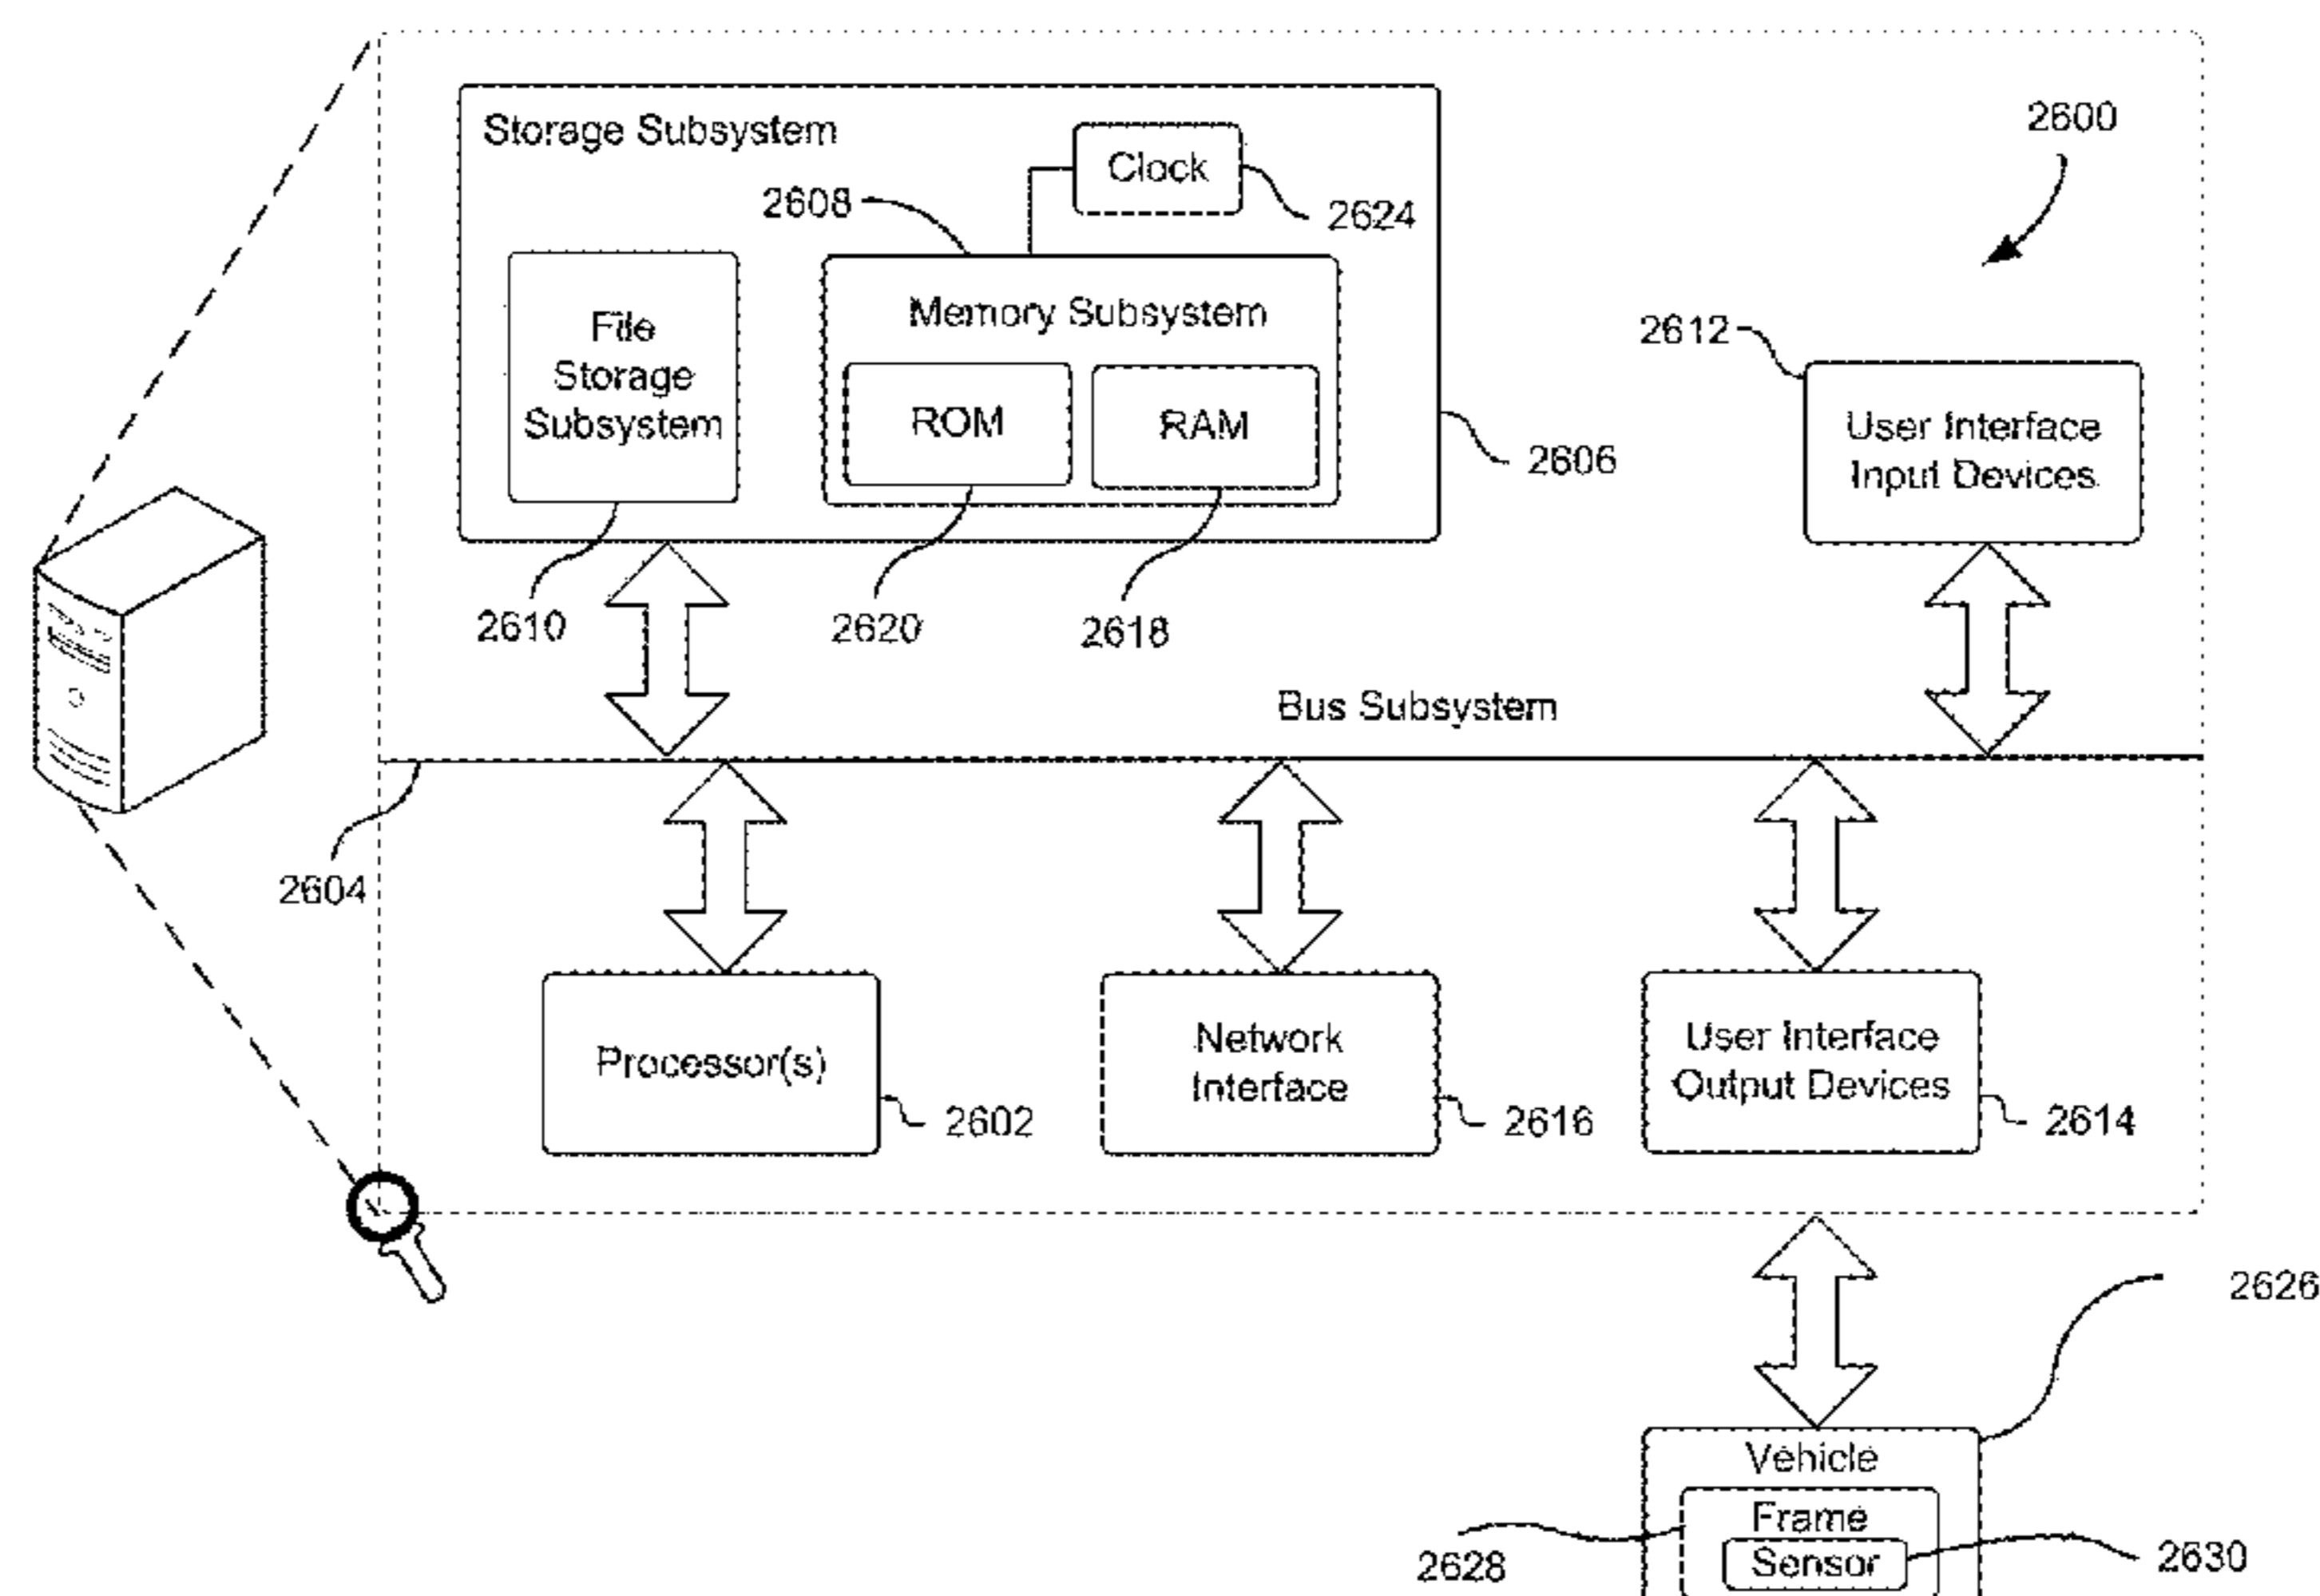 2600
Storage Subsystem
Clock
2624
2608
File
Storage
Subsystem
Memory Subsystem
ROM
RAM
2606
2612
User Interface
Input Devices
2610
2620
2618
Bus Subsystem
2604
Processor(s)
2602
Network
Interface
2616
User Interface
Output Devices
2614
2626
Vehicle
Frame
Sensor
2628
2630